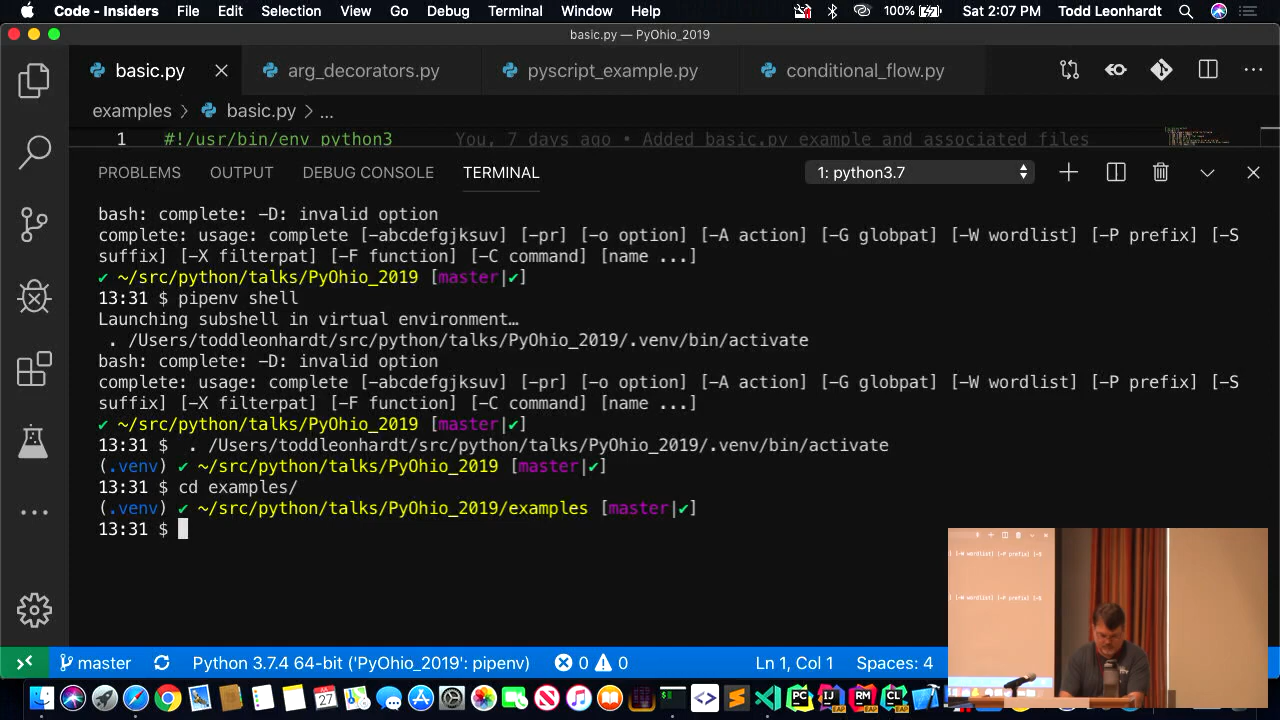 Code - Insiders File Edit Selection View Go Debug Terminal Window Help 100% Sat 2:07 PM Todd Leonhardt
basic.py — PyOhio_2019
basic.py arg_decorators.py pyscript_example.py conditional_flow.py
examples > basic.py > ...
1 #!/usr/bin/env python3 You, 7 days ago • Added basic.py example and associated files
PROBLEMS OUTPUT DEBUG CONSOLE TERMINAL 1: python3.7
bash: complete: -D: invalid option
complete: usage: complete [-abcdefgjksuv] [-pr] [-o option] [-A action] [-G globpat] [-W wordlist] [-P prefix] [-S
suffix] [-X filterpat] [-F function] [-C command] [name ...]
✔ ~/src/python/talks/PyOhio_2019 [master|✔]
13:31 $ pipenv shell
Launching subshell in virtual environment…
. /Users/toddleonhardt/src/python/talks/PyOhio_2019/.venv/bin/activate
bash: complete: -D: invalid option
complete: usage: complete [-abcdefgjksuv] [-pr] [-o option] [-A action] [-G globpat] [-W wordlist] [-P prefix] [-S
suffix] [-X filterpat] [-F function] [-C command] [name ...]
✔ ~/src/python/talks/PyOhio_2019 [master|✔]
13:31 $  . /Users/toddleonhardt/src/python/talks/PyOhio_2019/.venv/bin/activate
(.venv) ✔ ~/src/python/talks/PyOhio_2019 [master|✔]
13:31 $ cd examples/
(.venv) ✔ ~/src/python/talks/PyOhio_2019/examples [master|✔]
13:31 $
] [-W wordlist] [-P prefix] [-S
] [-W wordlist] [-P prefix] [-S
master Python 3.7.4 64-bit ('PyOhio_2019': pipenv) 0 0 Ln 1, Col 1 Spaces: 4